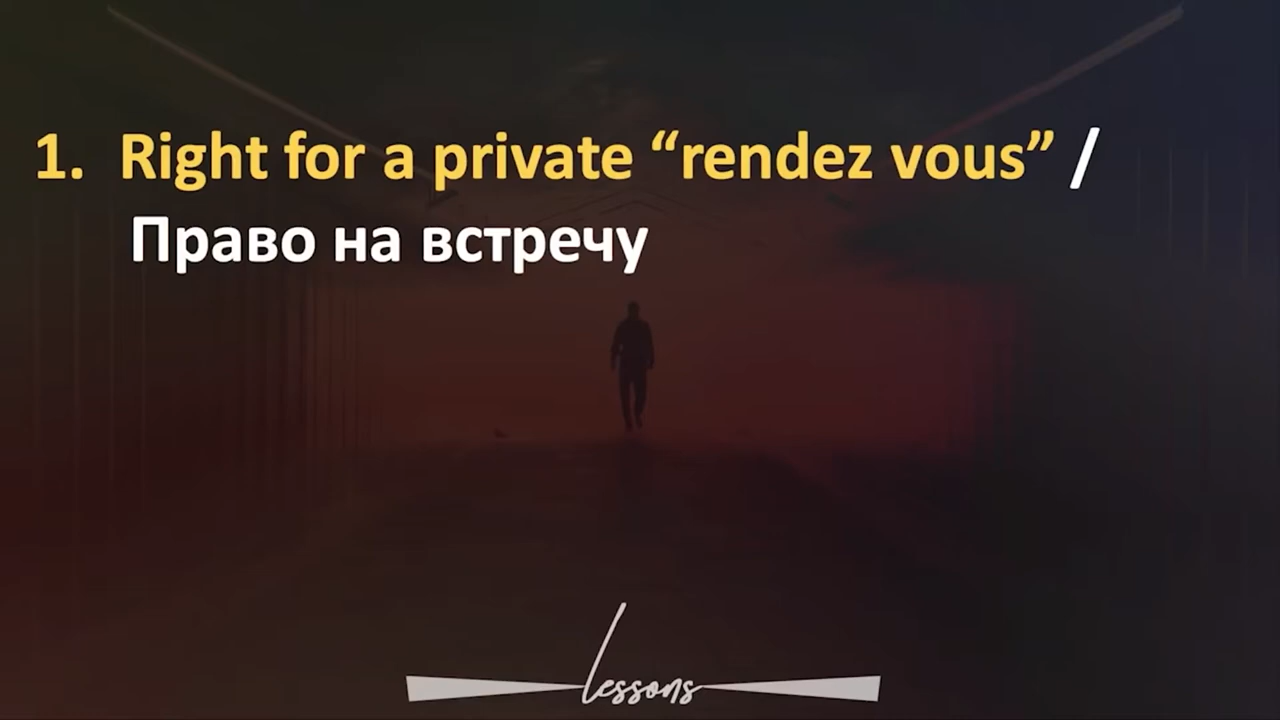 1. Right for a private “rendez vous” /
Право на встречу
lessons